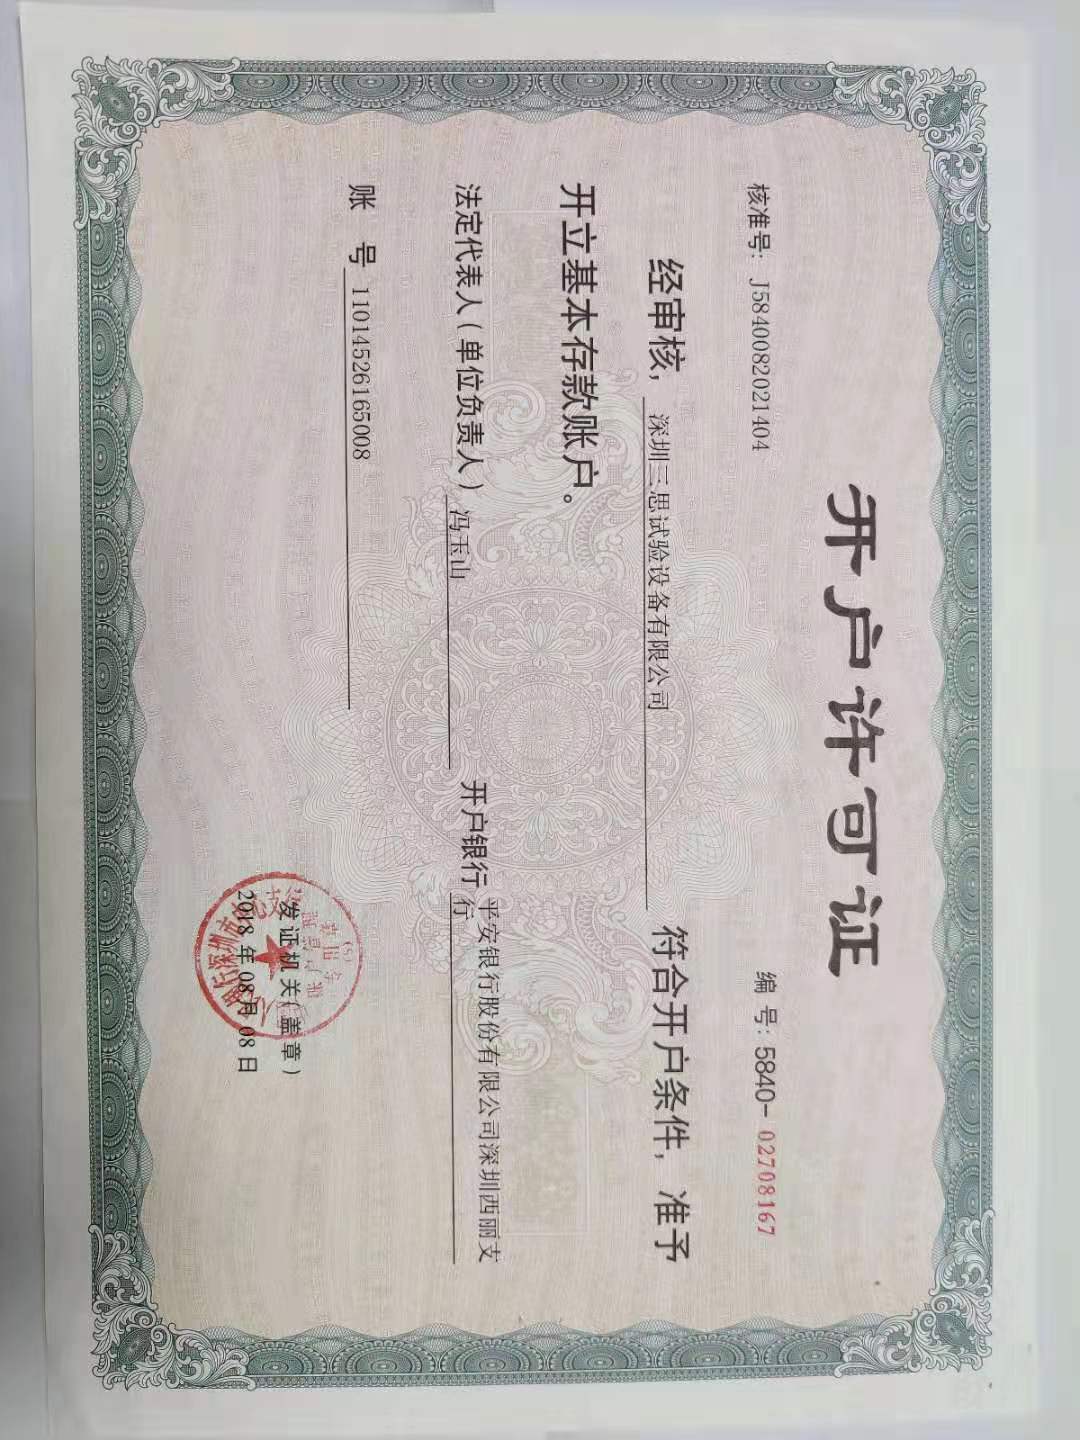 开户许可证
核准号：J5840082021404
编号：5840-02708167
经审核，深圳三思试验设备有限公司符合开户条件，准予
开立基本存款账户。
法定代表人（单位负责人）冯玉山
开户银行平安银行股份有限公司深圳西丽支
行
账 号11014526165008
发证机关（盖章）
2018年08月08日